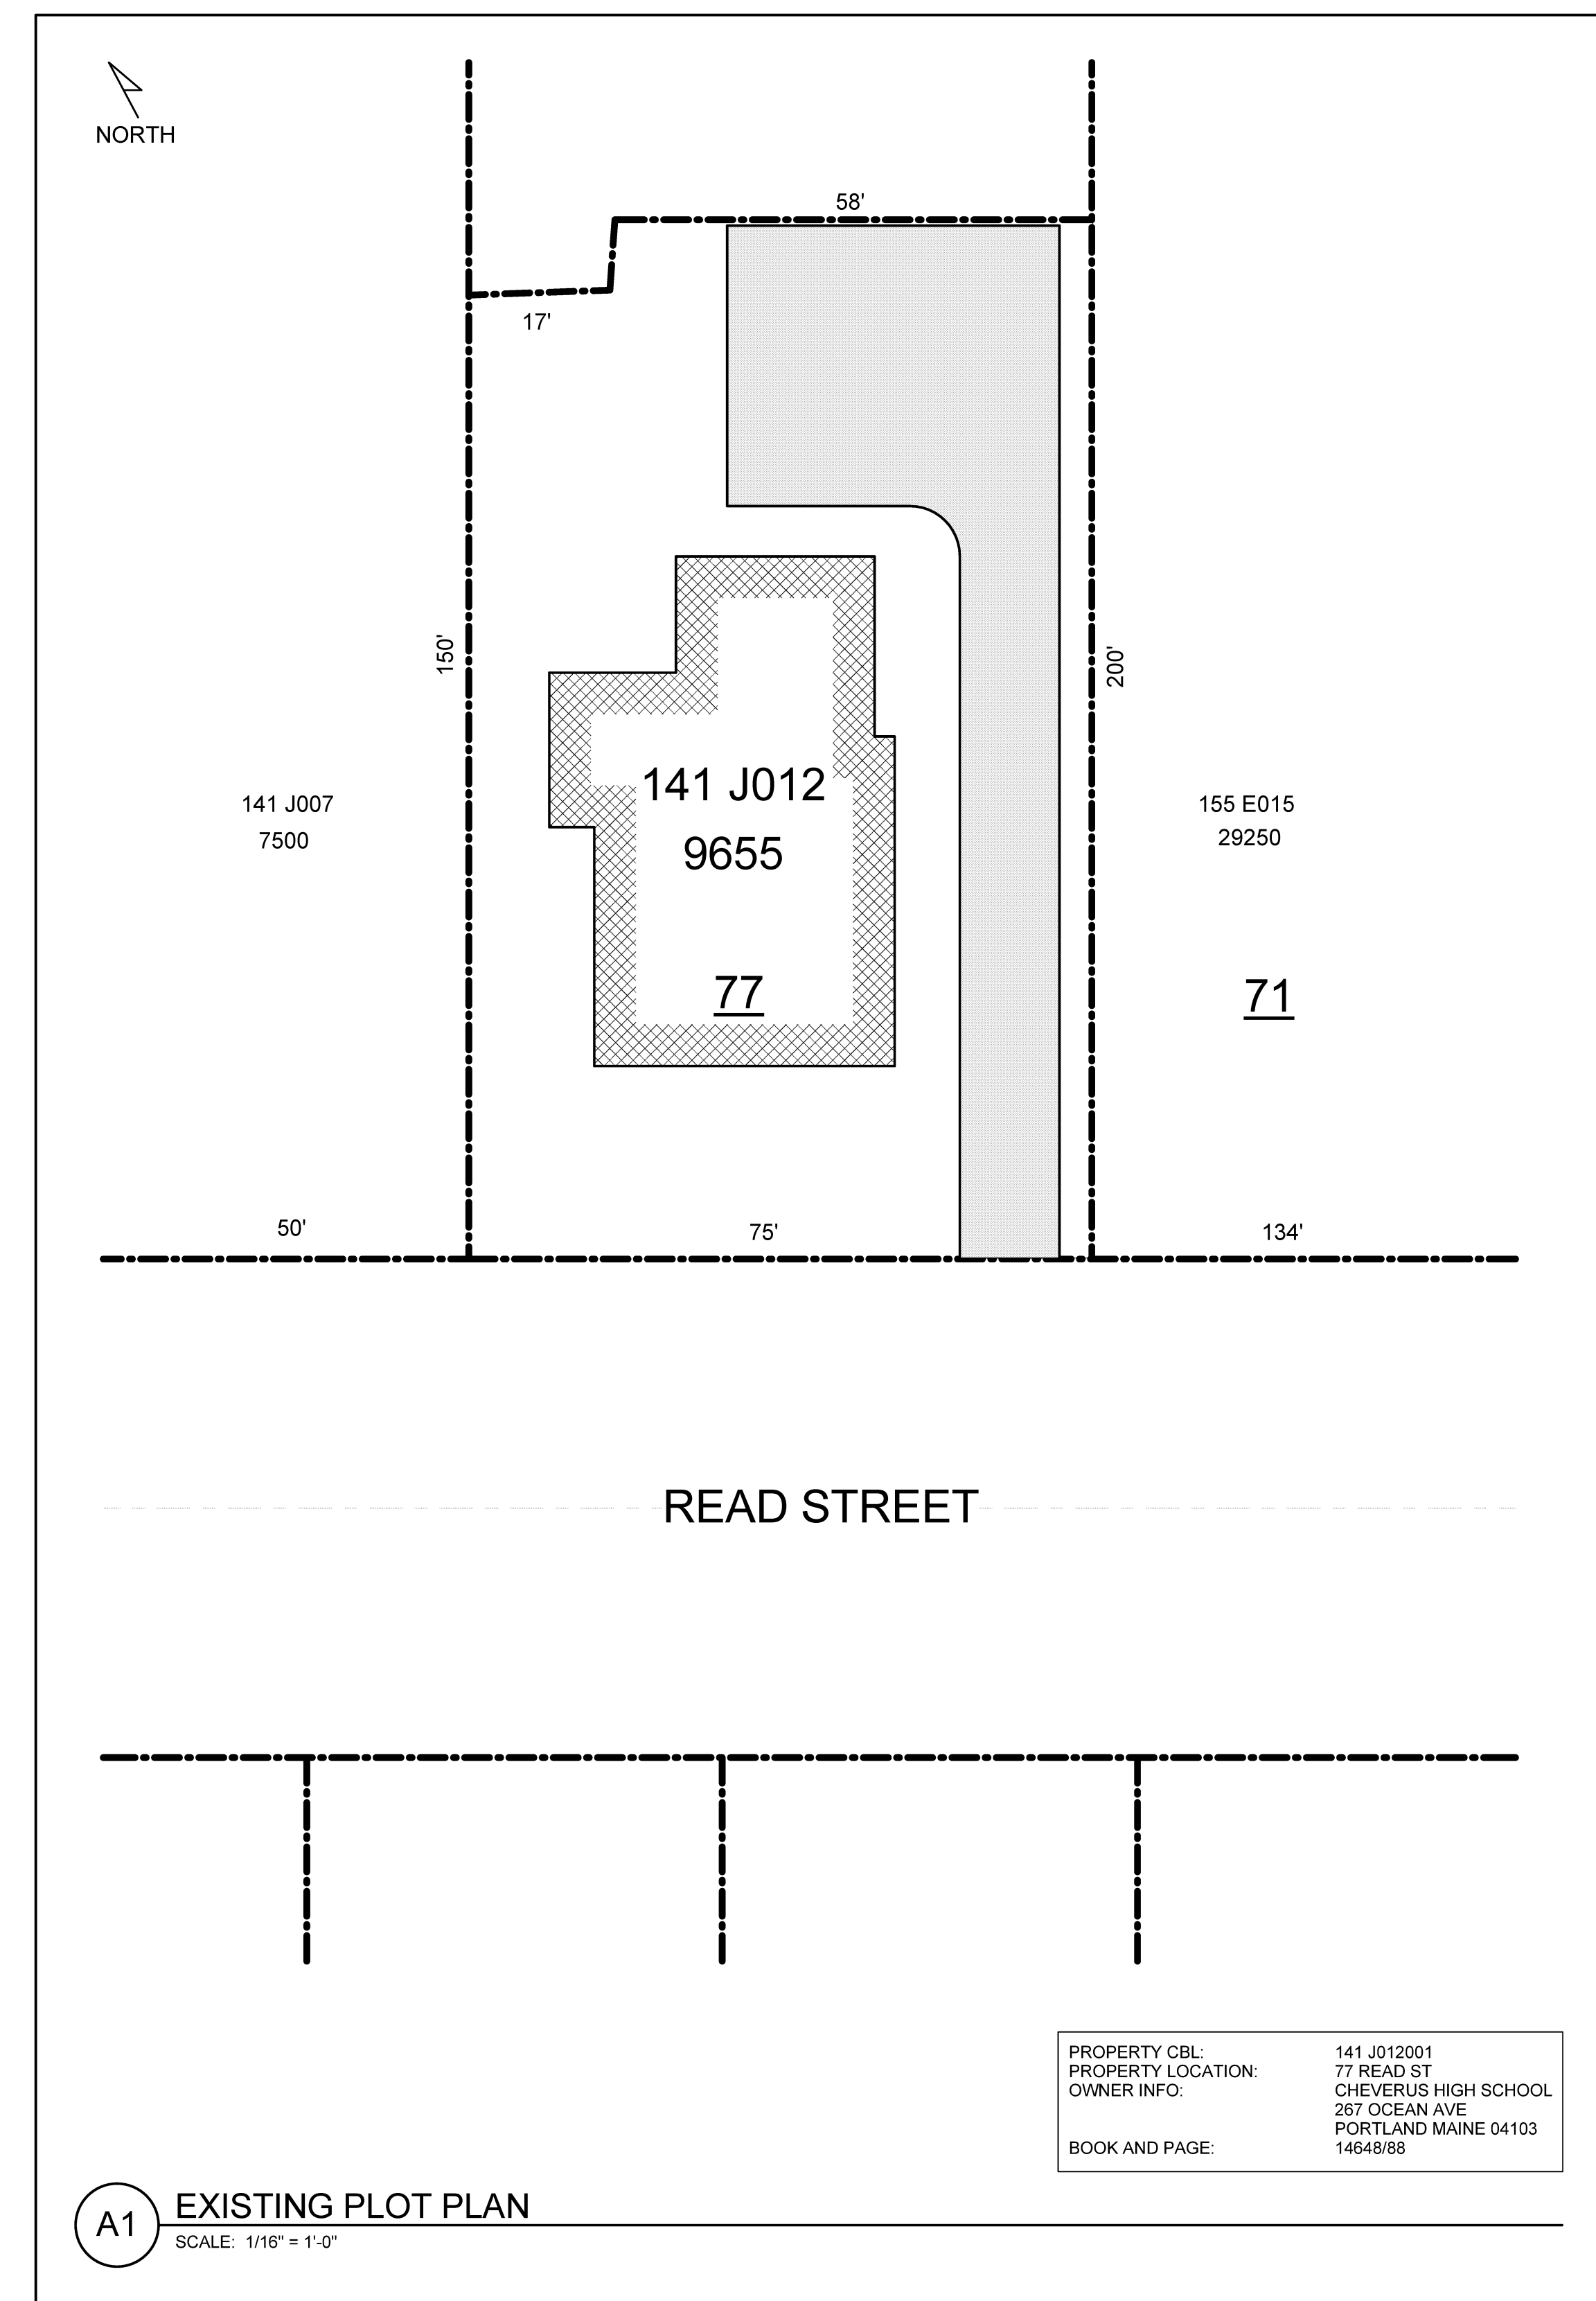 NORTH
58'
17'
150'
200'
141 J012
9655
77
141 J007
7500
155 E015
29250
71
50'
75'
134'
READ STREET
PROPERTY CBL: 141 J012001
PROPERTY LOCATION: 77 READ ST
OWNER INFO: CHEVERUS HIGH SCHOOL
267 OCEAN AVE
PORTLAND MAINE 04103
BOOK AND PAGE: 14648/88
A1
EXISTING PLOT PLAN
SCALE: 1/16" = 1'-0"